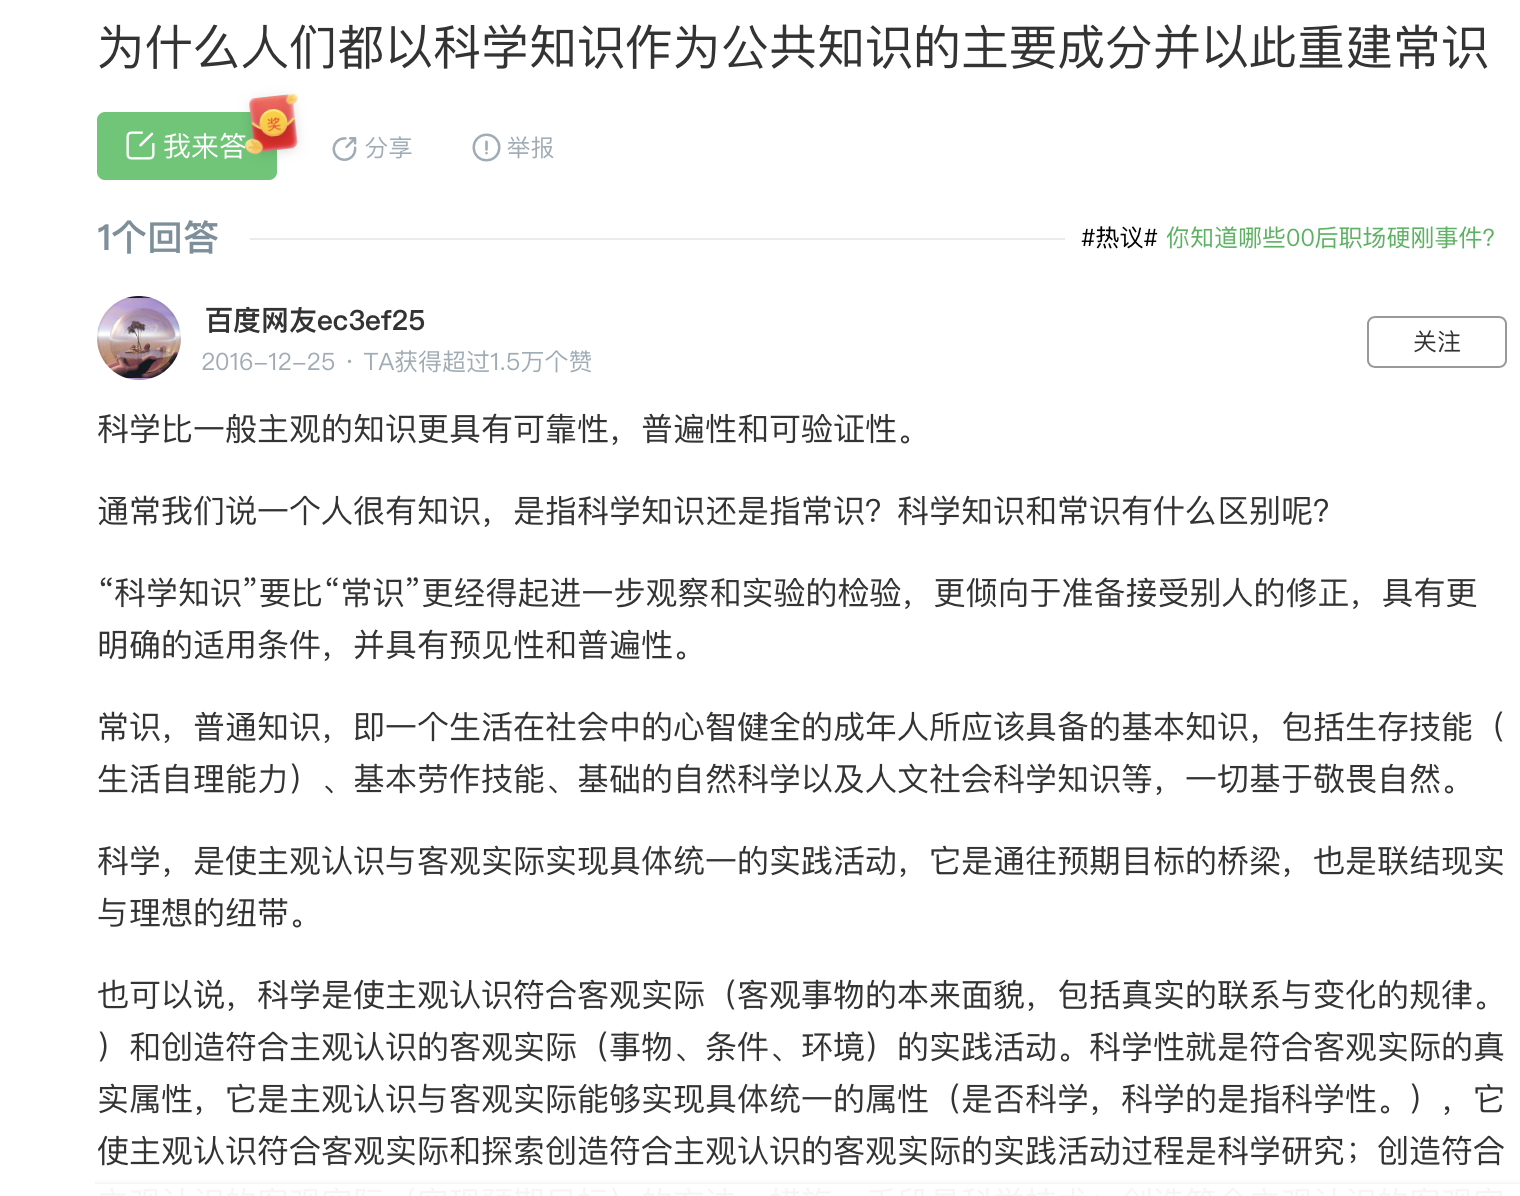 为什么人们都以科学知识作为公共知识的主要成分并以此重建常识
我来答
奖
分享
举报
1个回答
#热议# 你知道哪些00后职场硬刚事件?
百度网友ec3ef25
关注
2016-12-25 · TA获得超过1.5万个赞
科学比一般主观的知识更具有可靠性，普遍性和可验证性。
通常我们说一个人很有知识，是指科学知识还是指常识？科学知识和常识有什么区别呢?
“科学知识”要比“常识”更经得起进一步观察和实验的检验，更倾向于准备接受别人的修正，具有更
明确的适用条件，并具有预见性和普遍性。
常识，普通知识，即一个生活在社会中的心智健全的成年人所应该具备的基本知识，包括生存技能（
生活自理能力）、基本劳作技能、基础的自然科学以及人文社会科学知识等，一切基于敬畏自然。
科学，是使主观认识与客观实际实现具体统一的实践活动，它是通往预期目标的桥梁，也是联结现实
与理想的纽带。
也可以说，科学是使主观认识符合客观实际（客观事物的本来面貌，包括真实的联系与变化的规律。
）和创造符合主观认识的客观实际（事物、条件、环境）的实践活动。科学性就是符合客观实际的真
实属性，它是主观认识与客观实际能够实现具体统一的属性（是否科学，科学的是指科学性。），它
使主观认识符合客观实际和探索创造符合主观认识的客观实际的实践活动过程是科学研究；创造符合